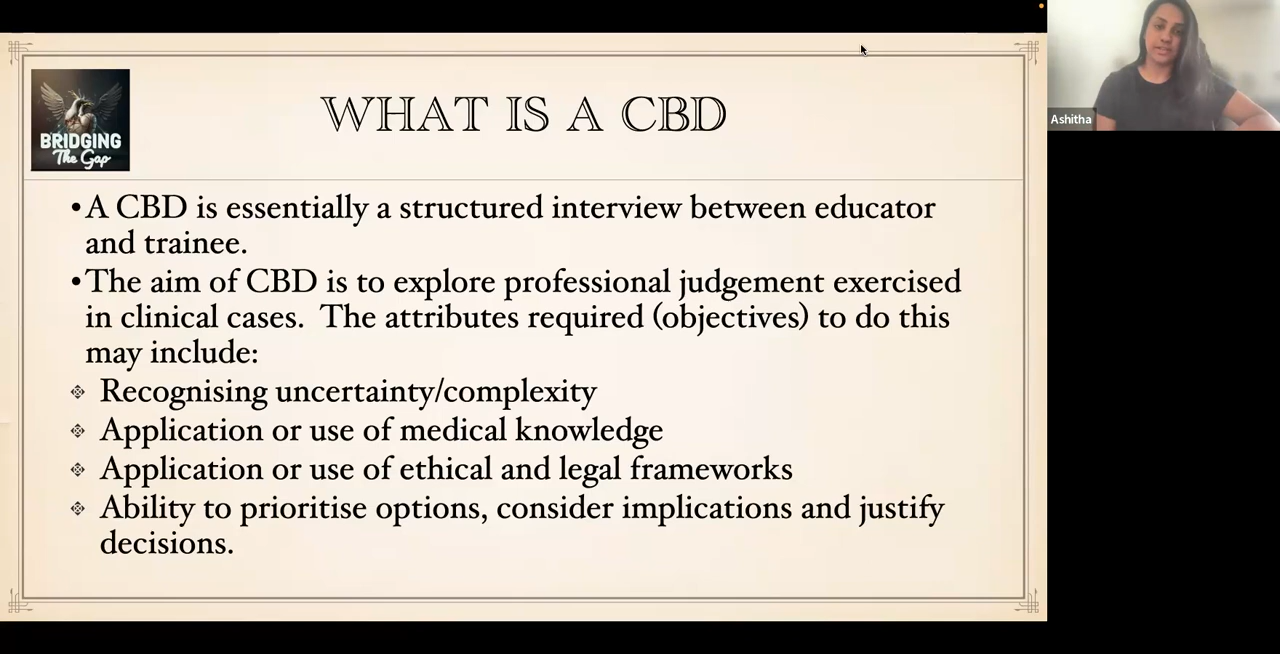 BRIDGING
The Gap
WHAT IS A CBD
Ashitha
•A CBD is essentially a structured interview between educator
and trainee.
•The aim of CBD is to explore professional judgement exercised
in clinical cases.  The attributes required (objectives) to do this
may include:
Recognising uncertainty/complexity
Application or use of medical knowledge
Application or use of ethical and legal frameworks
Ability to prioritise options, consider implications and justify
decisions.